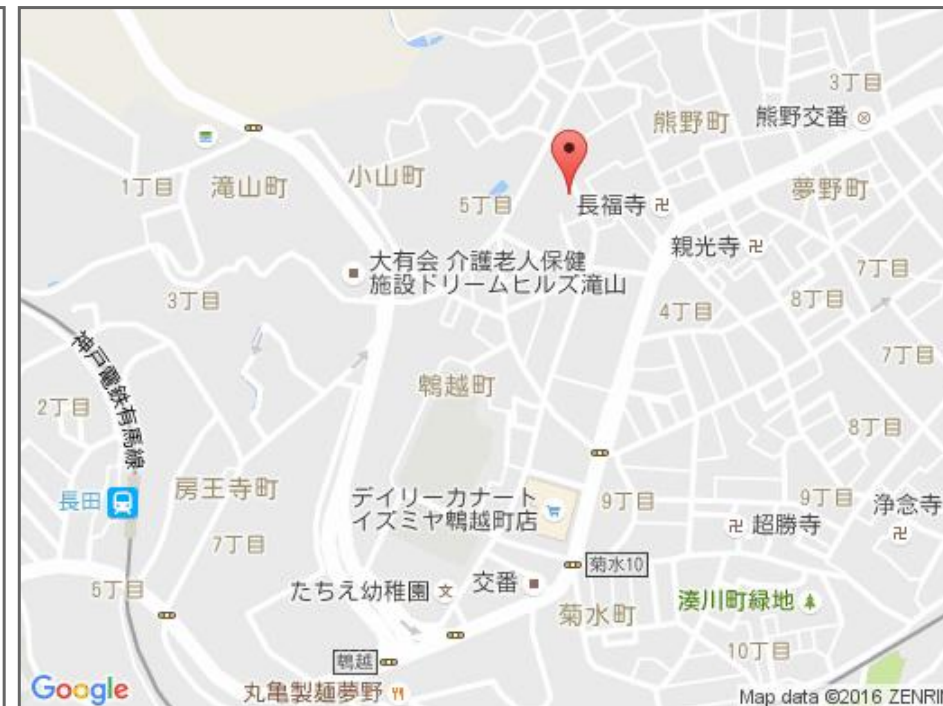 3丁目
熊野町
熊野交番
1丁目
滝山町
小山町
5丁目
夢野町
長福寺
親光寺
大有会 介護老人保健
施設ドリームヒルズ滝山
7丁目
3丁目
4丁目
8丁目
神戸電鉄有馬線
7丁目
鵯越町
2丁目
8丁目
房王寺町
長田
デイリーカナート
イズミヤ鵯越町店
9丁目
9丁目
浄念寺
超勝寺
7丁目
菊水10
5丁目
たちえ幼稚園
交番
菊水町
湊川町緑地
10丁目
鵯越
Google
丸亀製麺夢野
Map data ©2016 ZENRIN